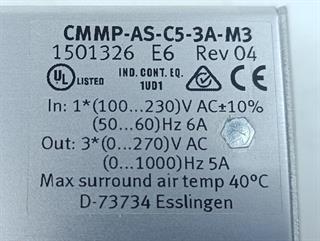 CMMP-AS-C5-3A-M3
1501326 E6 Rev 04
UL LISTED IND. CONT. EQ.
1UD1
In: 1*(100...230)V AC±10%
(50...60)Hz 6A
Out: 3*(0...270)V AC
(0...1000)Hz 5A
Max surround air temp 40°C
D-73734 Esslingen